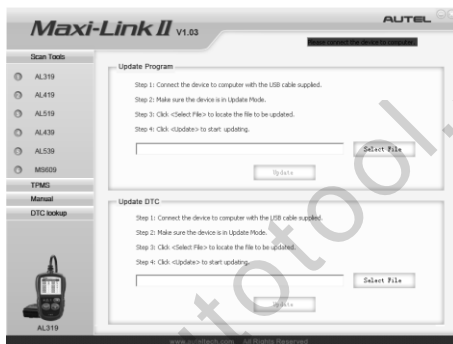 Maxi-Link II V1.03
AUTEL
Please connect the device to computer.
Scan Tools
AL319
AL419
AL519
AL439
AL539
MS609
TPMS
Manual
DTC lookup
AL319
Update Program
Step 1: Connect the device to computer with the USB cable supplied.
Step 2: Make sure the device is in Update Mode.
Step 3: Click <Select File> to locate the file to be updated.
Step 4: Click <Update> to start updating.
Select File
Update
Update DTC
Step 1: Connect the device to computer with the USB cable supplied.
Step 2: Make sure the device is in Update Mode.
Step 3: Click <Select File> to locate the file to be updated.
Step 4: Click <Update> to start updating.
Select File
Update
www.auteltech.com All Rights Reserved